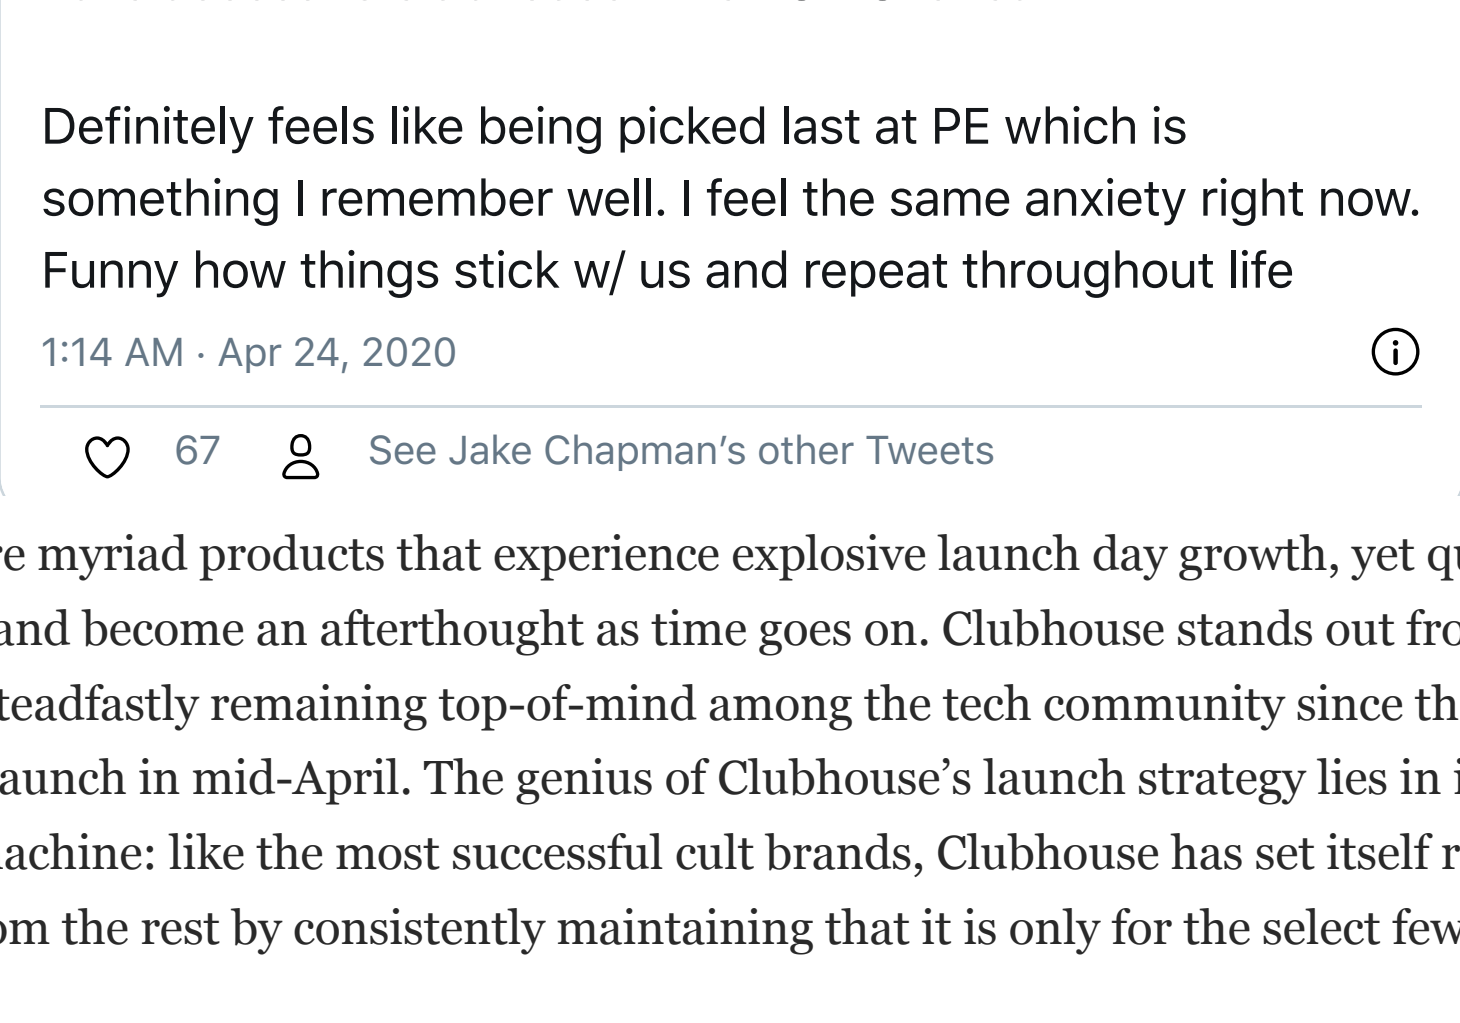 Definitely feels like being picked last at PE which is
something I remember well. I feel the same anxiety right now.
Funny how things stick w/ us and repeat throughout life
1:14 AM · Apr 24, 2020
67 See Jake Chapman’s other Tweets
myriad products that experience explosive launch day growth, yet
and become an afterthought as time goes on. Clubhouse stands out
remaining top-of-mind among the tech community since
in mid-April. The genius of Clubhouse’s launch strategy lies in
like the most successful cult brands, Clubhouse has set itself
the rest by consistently maintaining that it is only for the select few